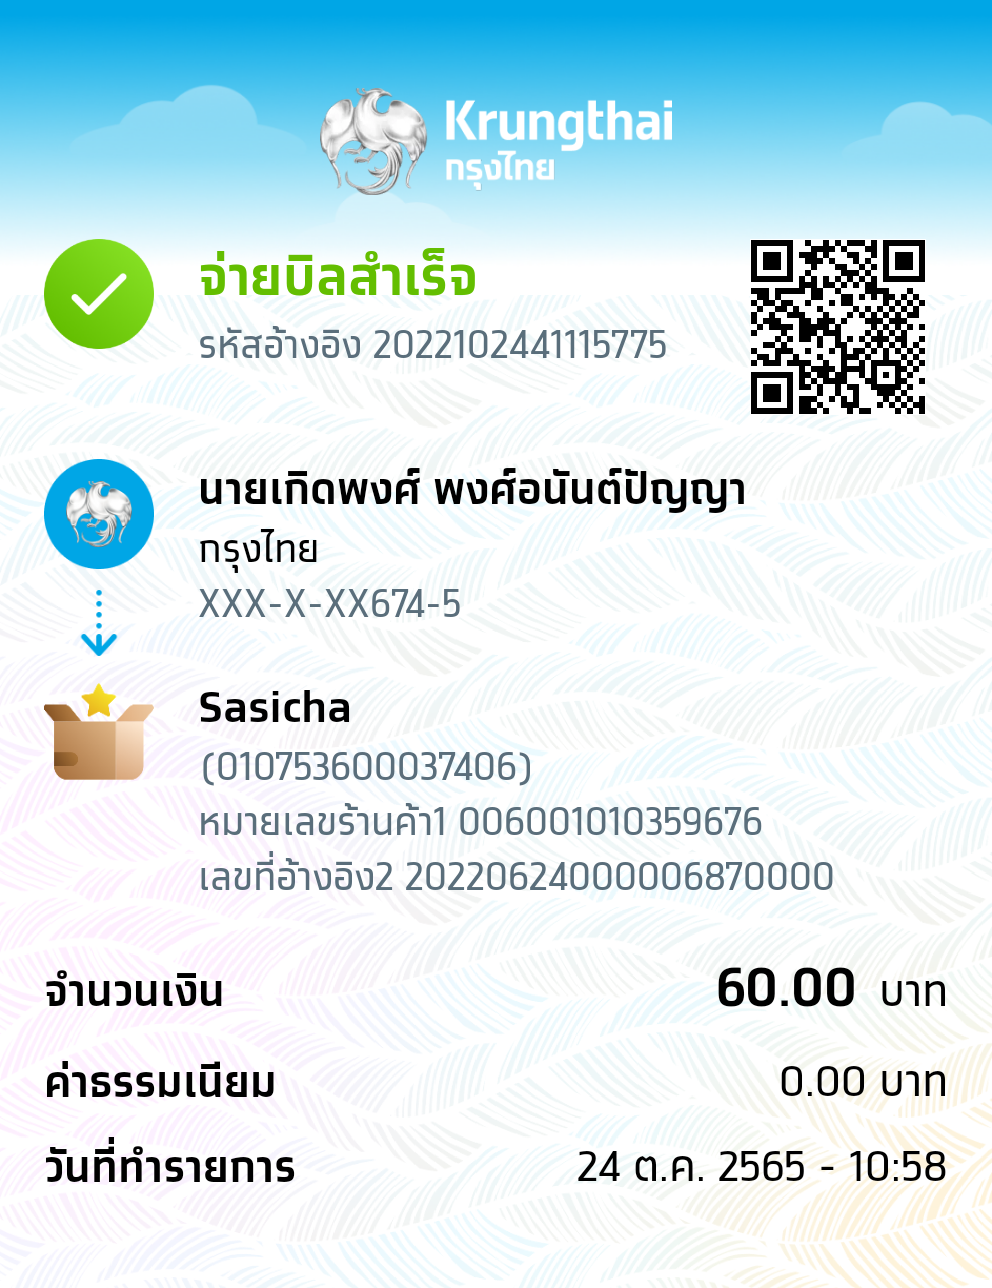 Krungthai
กรุงไทย
จ่ายบิลสำเร็จ
รหัสอ้างอิง 2022102441115775
นายเกิดพงศ์ พงศ์อนันต์ปัญญา
กรุงไทย
XXX-X-XX674-5
Sasicha
(010753600037406)
หมายเลขร้านค้า1 006001010359676
เลขที่อ้างอิง2 20220624000006870000
จำนวนเงิน 60.00 บาท
ค่าธรรมเนียม 0.00 บาท
วันที่ทำรายการ 24 ต.ค. 2565 - 10:58